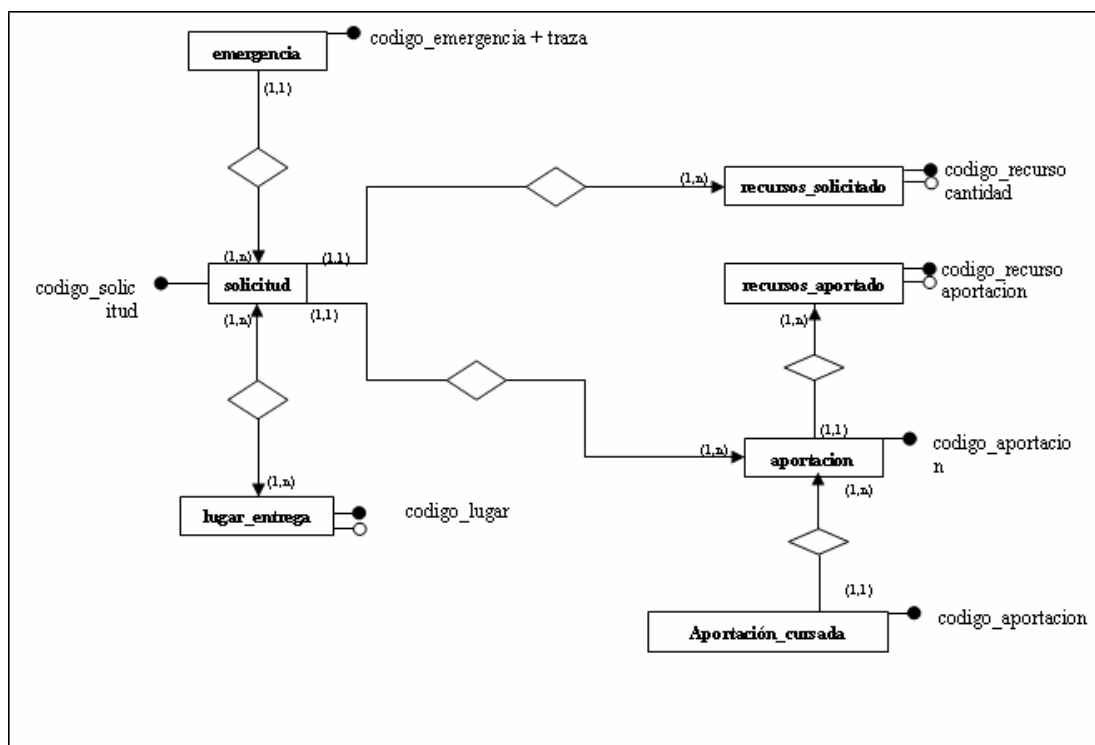 emergencia
codigo_emergencia + traza
(1,1)
(1,n)
recursos_solicitado
codigo_recurso
cantidad
(1,n)
(1,1)
solicitud
codigo_solic
itud
recursos_aportado
codigo_recurso
aportacion
(1,n)
(1,1)
(1,n)
(1,1)
(1,n)
aportacion
codigo_aportacio
n
(1,n)
(1,n)
lugar_entrega
codigo_lugar
(1,1)
Aportación_cursada
codigo_aportacion